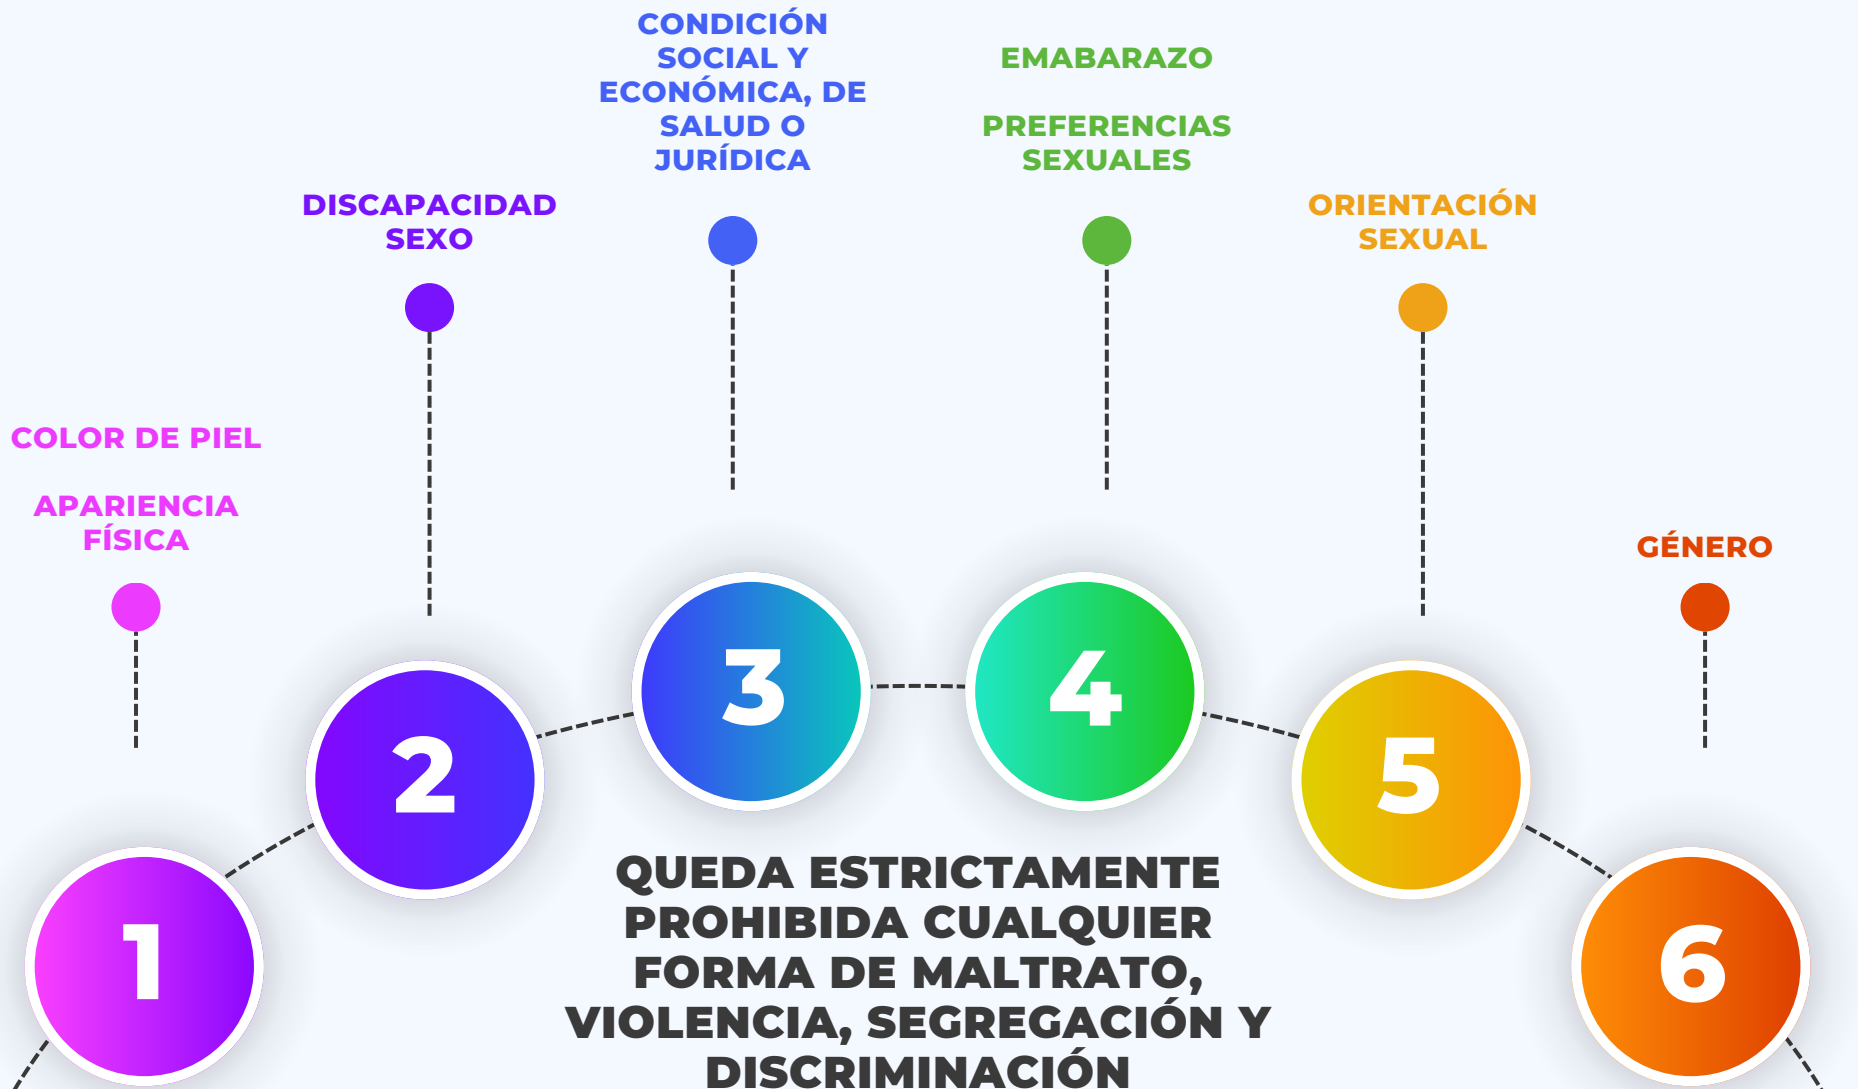 COLOR DE PIEL
APARIENCIA
FÍSICA
1
DISCAPACIDAD
SEXO
2
CONDICIÓN
SOCIAL Y
ECONÓMICA, DE
SALUD O
JURÍDICA
3
EMABARAZO
PREFERENCIAS
SEXUALES
4
ORIENTACIÓN
SEXUAL
5
GÉNERO
6
QUEDA ESTRICTAMENTE
PROHIBIDA CUALQUIER
FORMA DE MALTRATO,
VIOLENCIA, SEGREGACIÓN Y
DISCRIMINACIÓN